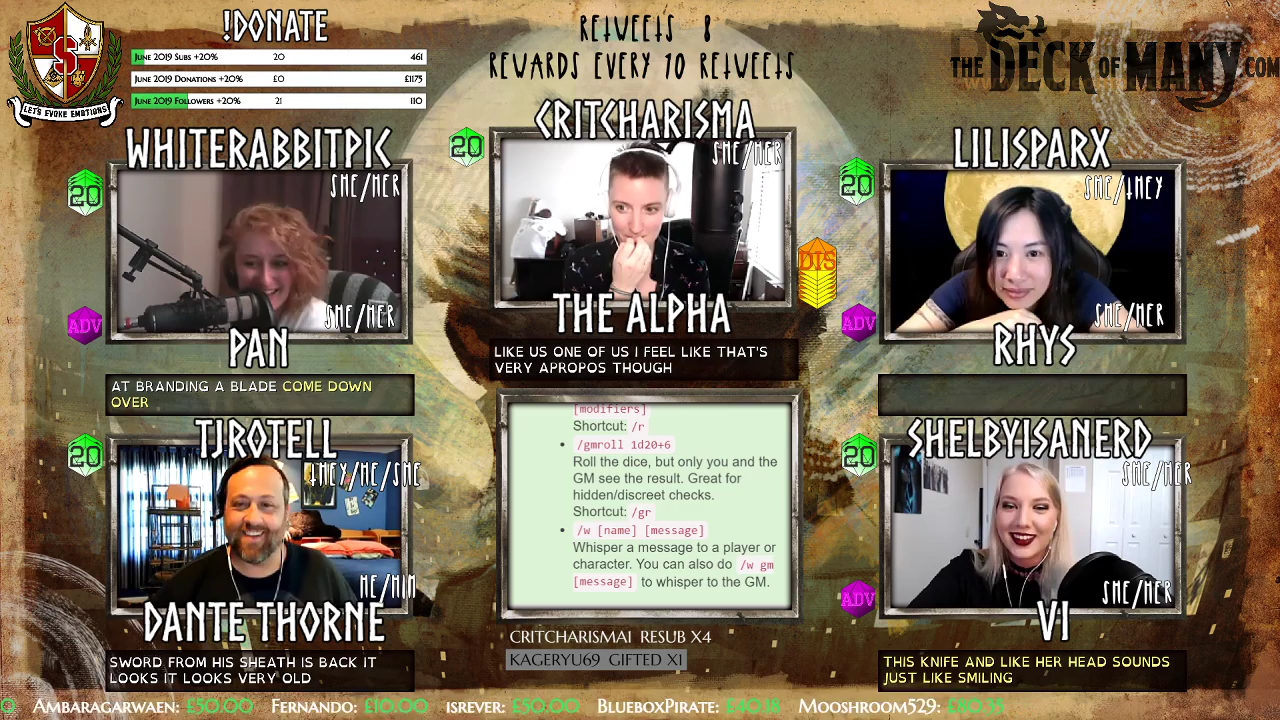 !DONATE
JUNE 2019 SUBS +20% 20 461
JUNE 2019 DONATIONS +20% £0 £1175
JUNE 2019 FOLLOWERS +20% 21 110
S
LET'S EVOKE EMOTIONS
RETWEETS 8
REWARDS EVERY 10 RETWEETS
THE DECK OF MANY .COM
WHITERABBITPIC
SHE/HER
20
ADV
SHE/HER
PAN
AT BRANDING A BLADE COME DOWN
OVER
CRITCHARISMA
SHE/HER
20
DTS
THE ALPHA
LIKE US ONE OF US I FEEL LIKE THAT'S
VERY APROPOS THOUGH
LILISPARX
SHE/THEY
20
ADV
SHE/HER
RHYS
TJROTELL
THEY/HE/SHE
20
HE/HIM
DANTE THORNE
SWORD FROM HIS SHEATH IS BACK IT
LOOKS IT LOOKS VERY OLD
[modifiers]
Shortcut: /r
• /gmroll 1d20+6
Roll the dice, but only you and the
GM see the result. Great for
hidden/discreet checks.
Shortcut: /gr
• /w [name] [message]
Whisper a message to a player or
character. You can also do /w gm
[message] to whisper to the GM.
CRITCHARISMA1 RESUB X4
KAGERYU69 GIFTED X1
SHELBYISANERD
SHE/HER
20
ADV
SHE/HER
VI
THIS KNIFE AND LIKE HER HEAD SOUNDS
JUST LIKE SMILING
0 AMBARAGARWAEN: £50.00 FERNANDO: £10.00 ISREVER: £50.00 BLUEBOXPIRATE: £40.18 MOOSHROOM529: £80.55